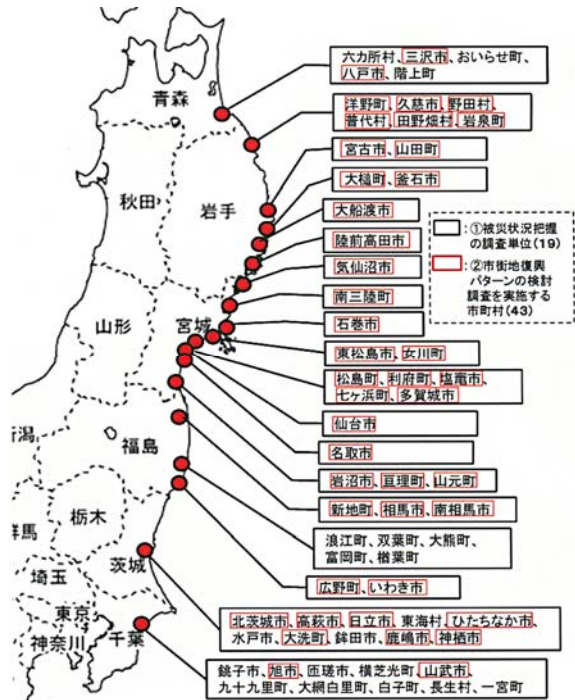 六カ所村、三沢市、おいらせ町、
八戸市、階上町
青森
洋野町、久慈市、野田村、
普代村、田野畑村、岩泉町
宮古市、山田町
大槌町、釜石市
秋田
岩手
大船渡市
陸前高田市
気仙沼市
南三陸町
:①被災状況把握
の調査単位(19)
:②市街地復興
パターンの検討
調査を実施する
市町村(43)
山形
宮城
石巻市
東松島市、女川町
松島町、利府町、塩竈市、
七ヶ浜町、多賀城市
仙台市
名取市
潟
福島
岩沼市、亘理町、山元町
新地町、相馬市、南相馬市
栃木
群馬
浪江町、双葉町、大熊町、
富岡町、楢葉町
茨城
埼玉
広野町、いわき市
東京
神奈川
千葉
北茨城市、高萩市、日立市、東海村、ひたちなか市、
水戸市、大洗町、鉾田市、鹿嶋市、神栖市
銚子市、旭市、匝瑳市、横芝光町、山武市、
九十九里町、大網白里町、白子町、長生村、一宮町